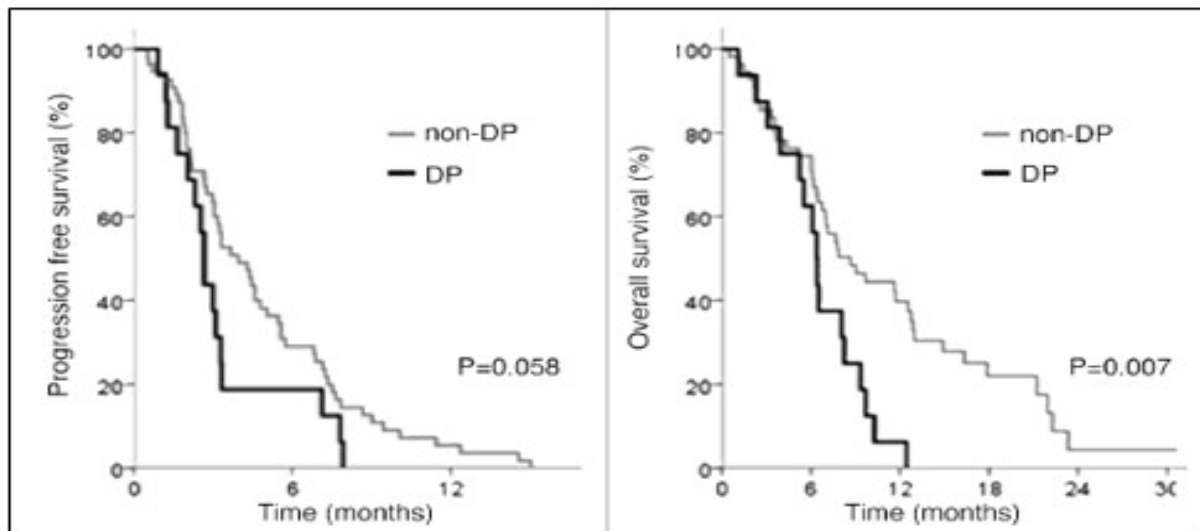 100
80
60
40
20
0
0 6 12
Progression free survival (%)
Time (months)
non-DP
DP
P=0.058
100
80
60
40
20
0
0 6 12 18 24 30
Overall survival (%)
Time (months)
non-DP
DP
P=0.007